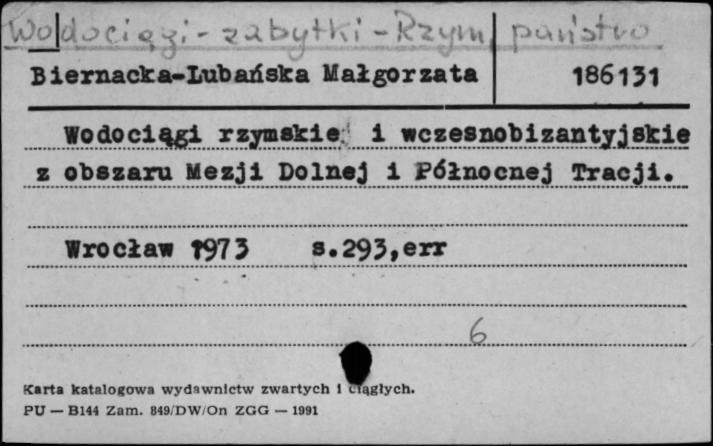 Wodociągi - zabytki - Rzym, państwo
Biernacka-Lubańska Małgorzata 186131
Wodociągi rzymskie i wczesnobizantyjskie
z obszaru Mezji Dolnej i Północnej Tracji.
Wrocław 1973 s.293,err
6
Karta katalogowa wydawnictw zwartych i ciągłych.
PU — B144 Zam. 849/DW/On ZGG — 1991